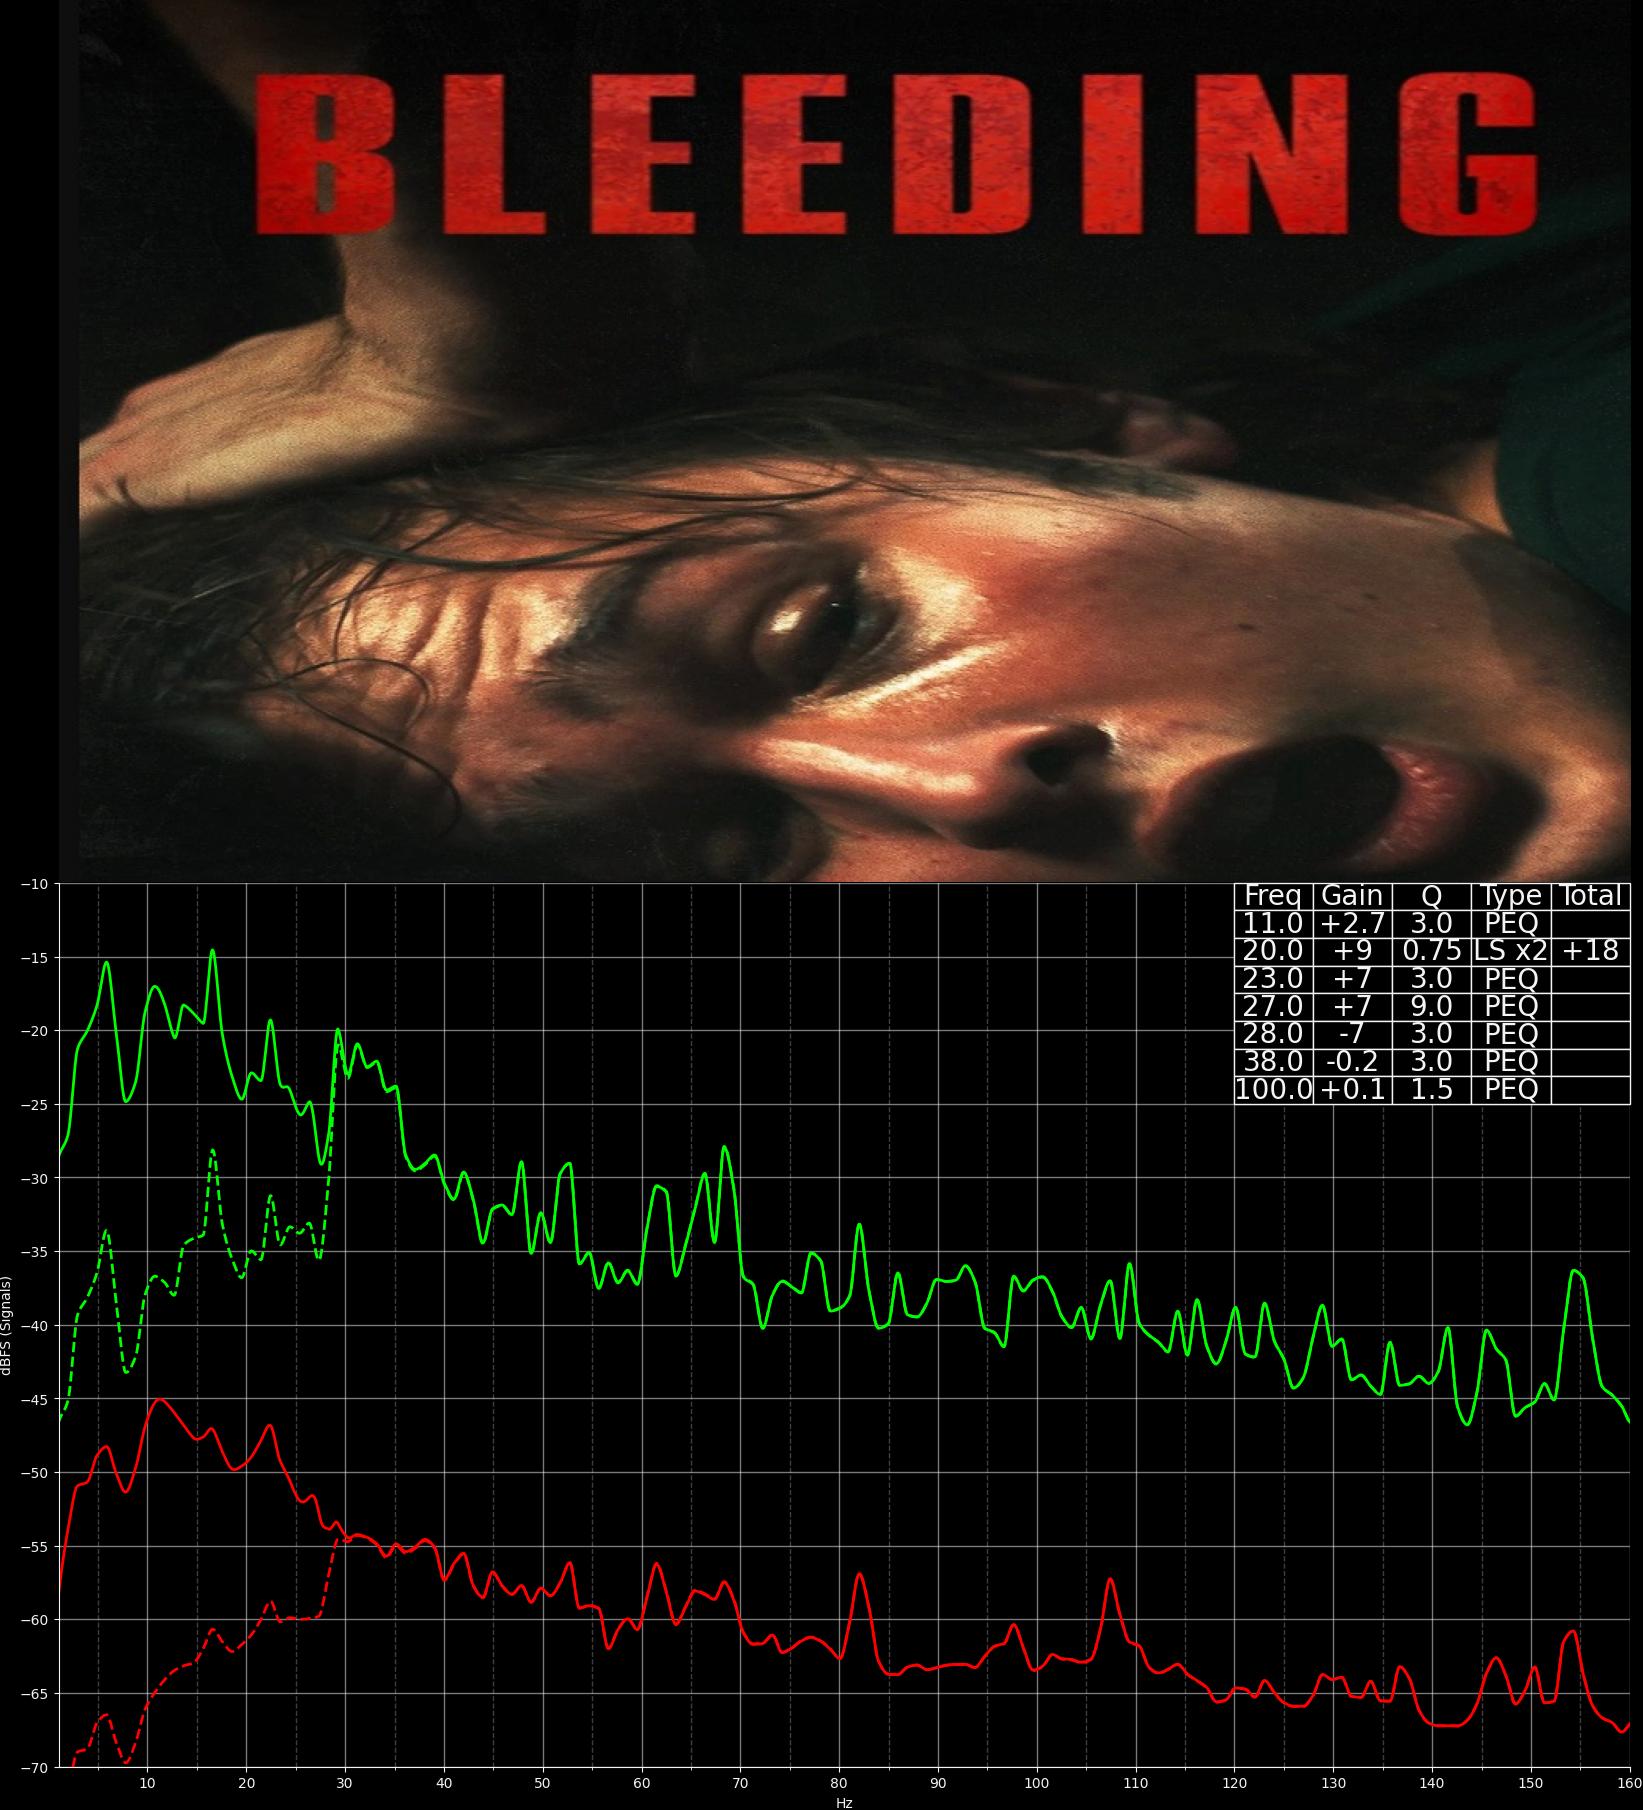 BLEEDING
−10
−15
−20
−25
−30
−35
−40
−45
−50
−55
−60
−65
−70
dBFS (Signals)
Freq Gain Q Type Total
11.0 +2.7 3.0 PEQ
20.0 +9 0.75 LS x2 +18
23.0 +7 3.0 PEQ
27.0 +7 9.0 PEQ
28.0 -7 3.0 PEQ
38.0 -0.2 3.0 PEQ
100.0 +0.1 1.5 PEQ
10 20 30 40 50 60 70 80 90 100 110 120 130 140 150 160
Hz